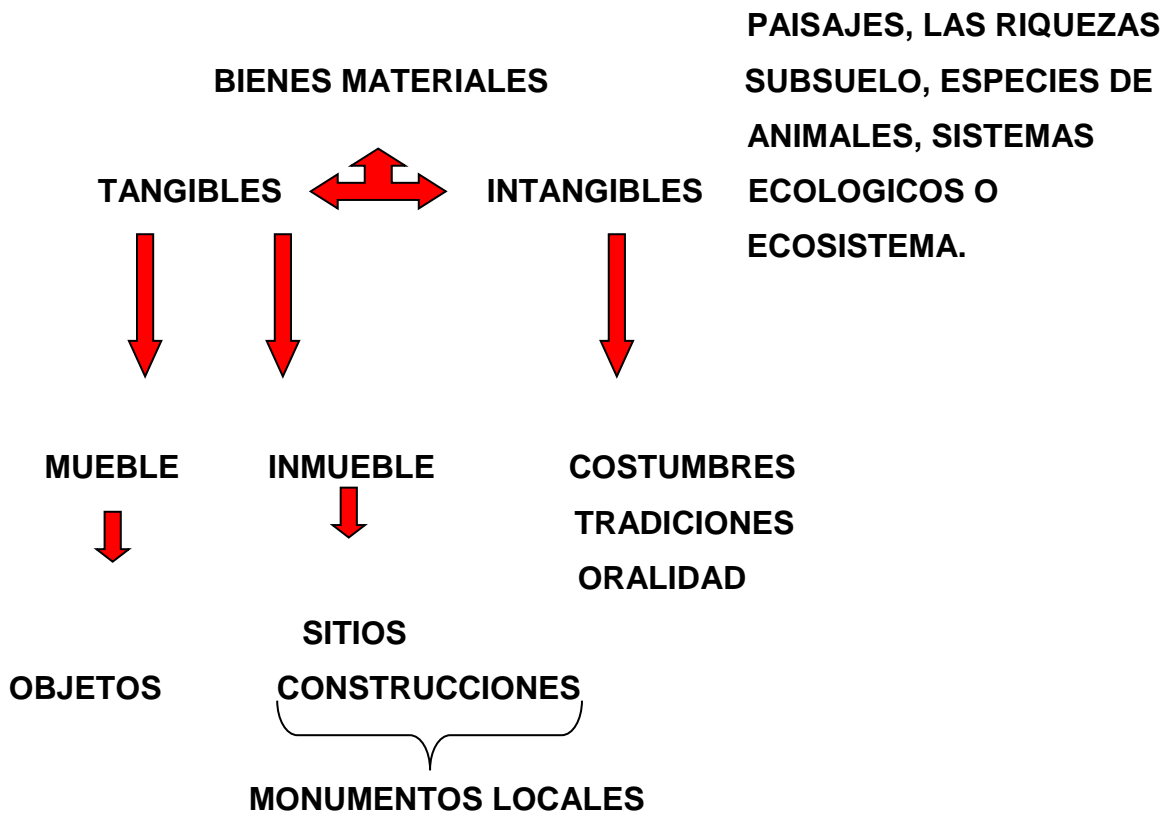 PAISAJES, LAS RIQUEZAS
BIENES MATERIALES SUBSUELO, ESPECIES DE
ANIMALES, SISTEMAS
TANGIBLES INTANGIBLES ECOLOGICOS O
ECOSISTEMA.
MUEBLE INMUEBLE COSTUMBRES
TRADICIONES
ORALIDAD
SITIOS
OBJETOS CONSTRUCCIONES
MONUMENTOS LOCALES